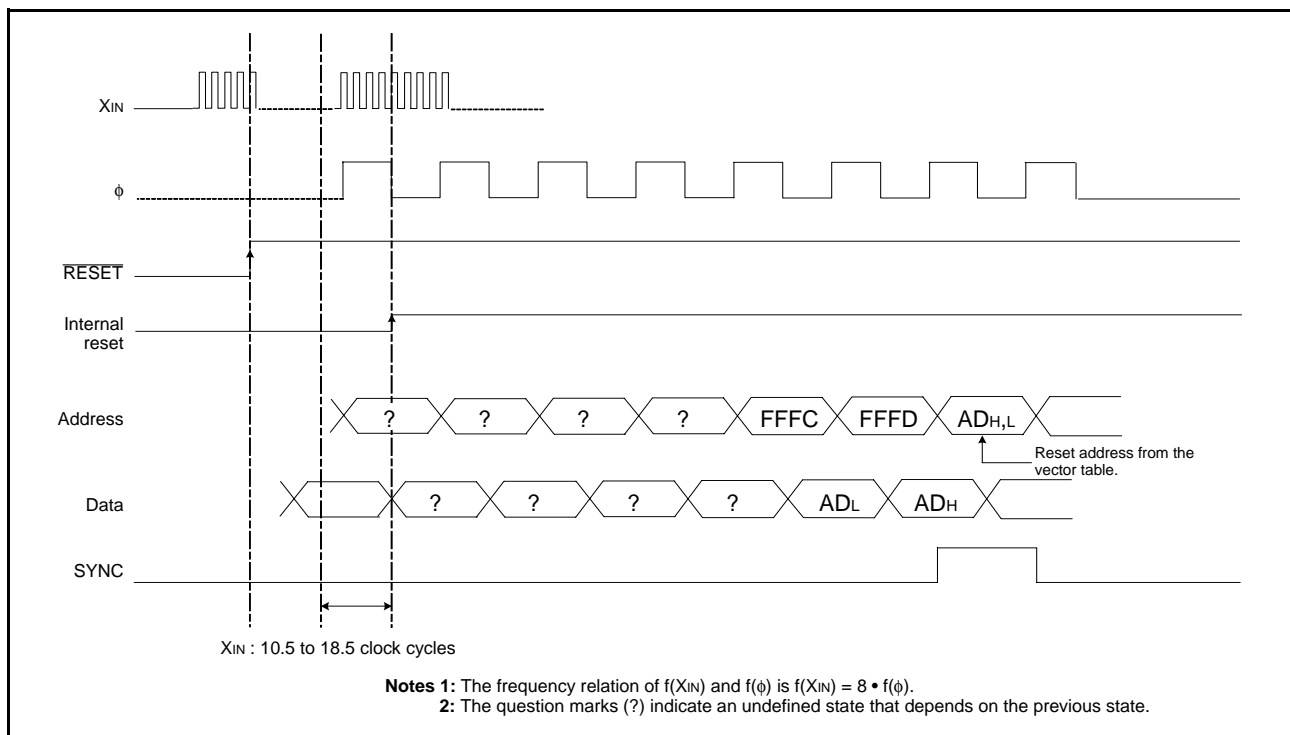 XIN
ϕ
RESET
Internal
reset
Address
? ? ? ? FFFC FFFD ADH,L
Reset address from the
vector table.
Data
? ? ? ? ADL ADH
SYNC
XIN : 10.5 to 18.5 clock cycles
Notes 1: The frequency relation of f(XIN) and f(ϕ) is f(XIN) = 8 • f(ϕ).
2: The question marks (?) indicate an undefined state that depends on the previous state.